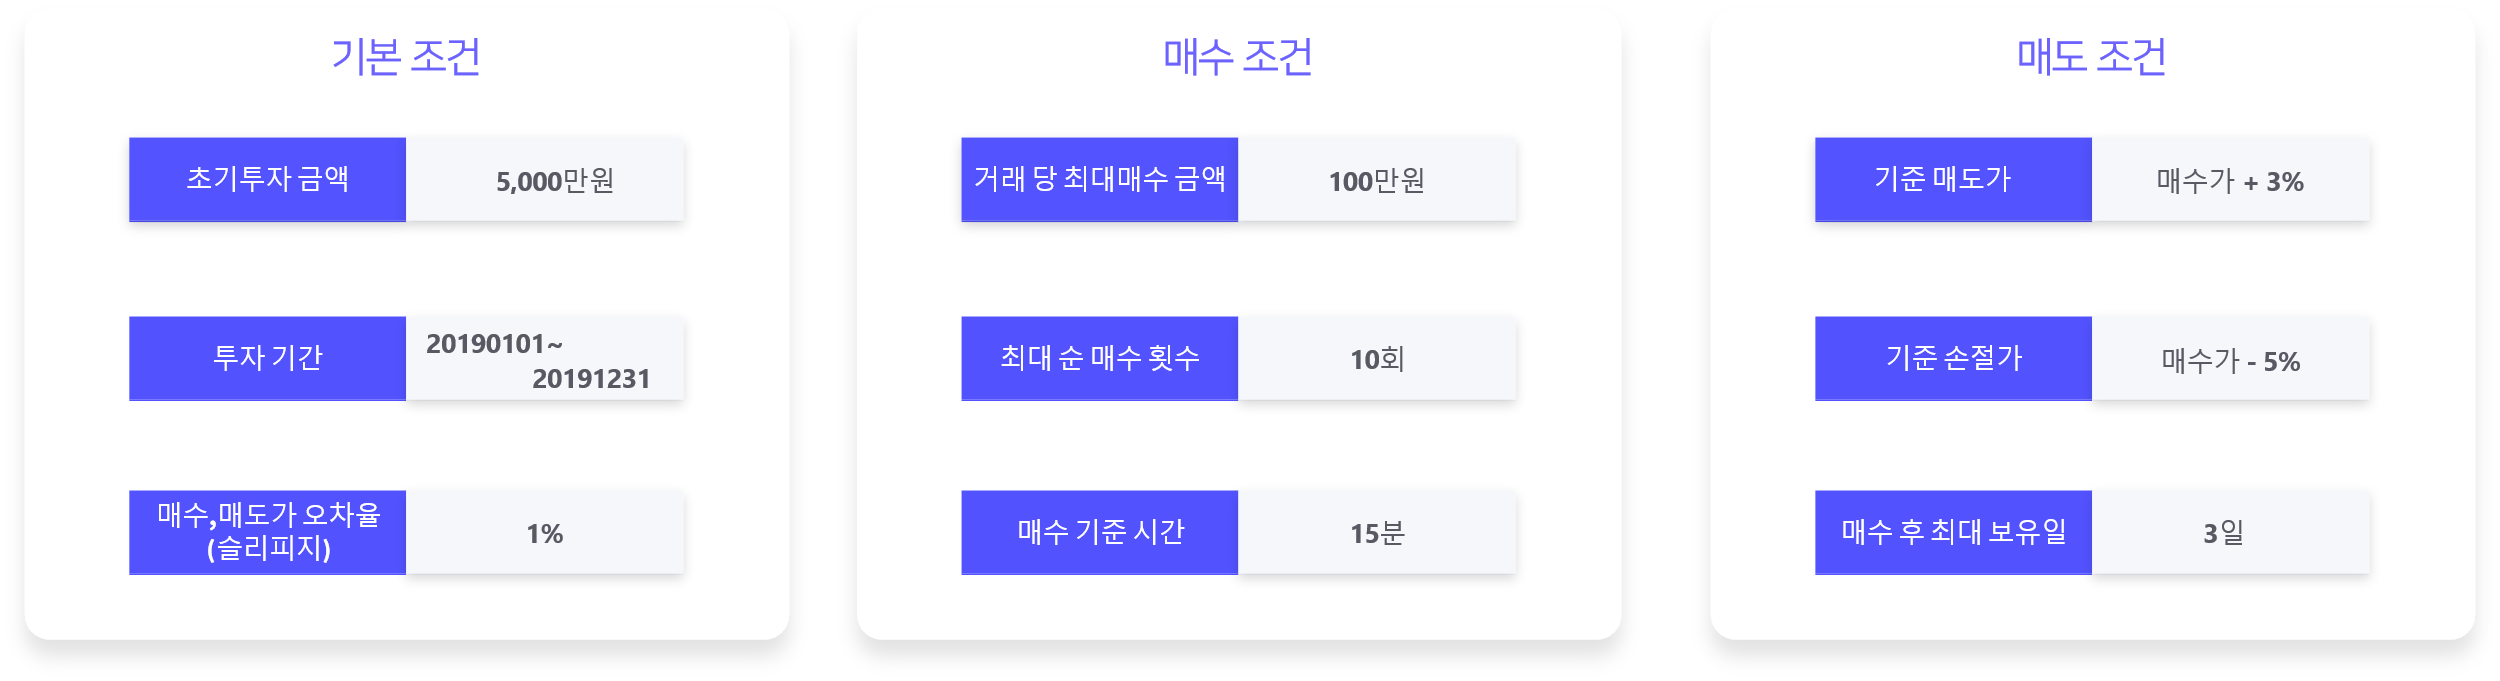 기본 조건
초기투자 금액
5,000만원
투자 기간
20190101~
20191231
매수,매도가 오차율
(슬리피지)
1%
매수 조건
거래 당 최대매수 금액
100만원
최대 순 매수 횟수
10회
매수 기준 시간
15분
매도 조건
기준 매도가
매수가 + 3%
기준 손절가
매수가 - 5%
매수 후 최대 보유일
3일